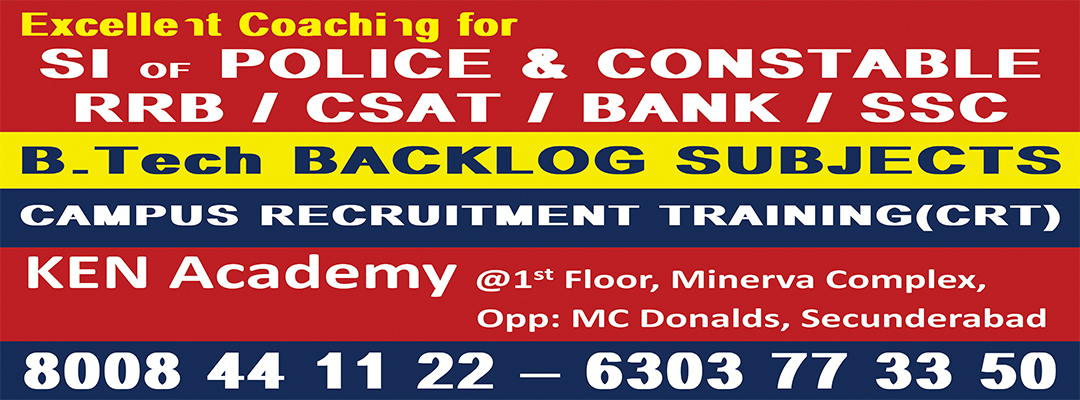 Excellent Coaching for
SI OF POLICE & CONSTABLE
RRB / CSAT / BANK / SSC
B.Tech BACKLOG SUBJECTS
CAMPUS RECRUITMENT TRAINING(CRT)
KEN Academy @1st Floor, Minerva Complex,
Opp: MC Donalds, Secunderabad
8008 44 11 22 – 6303 77 33 50